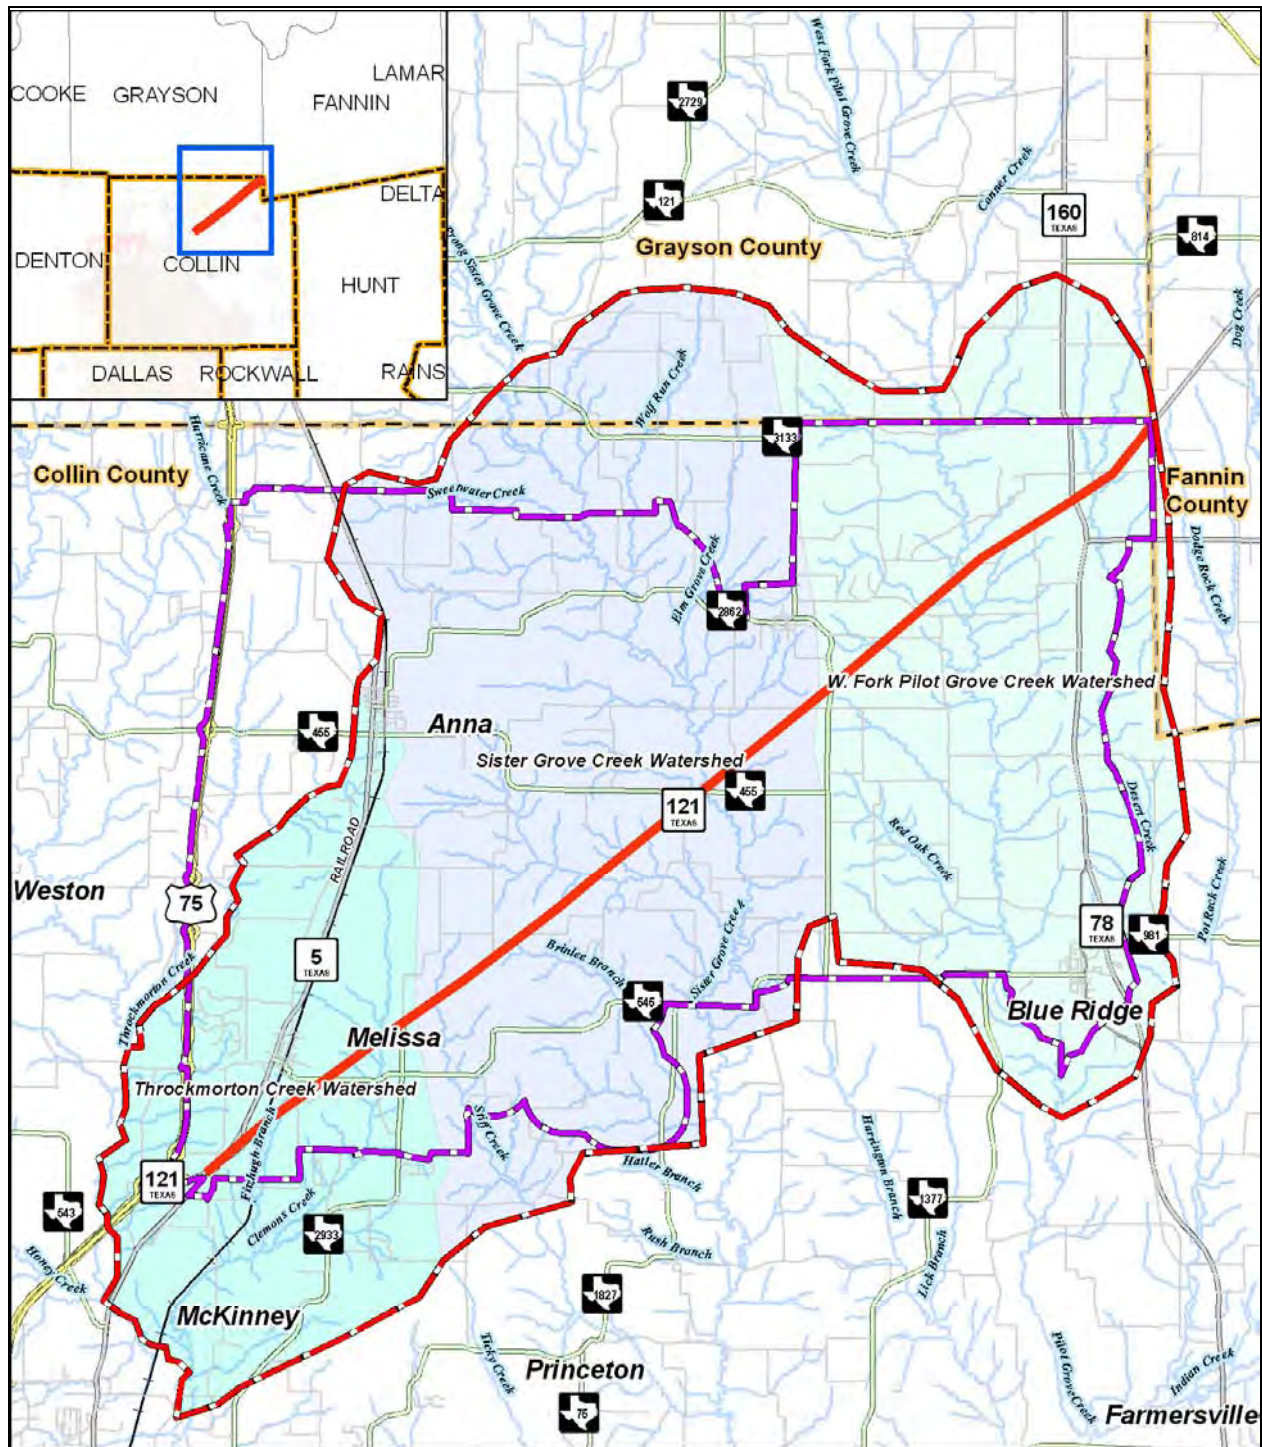 COOKE
GRAYSON
LAMAR
FANNIN
DELTA
DENTON
COLLIN
HUNT
DALLAS
ROCKWALL
RAINS
2729
West Fork Pilot Grove Creek
Conner Creek
121
160
TEXAS
814
Grayson County
Prong Sister Grove Creek
Dog Creek
Wolf Run Creek
Hurricane Creek
3133
Collin County
Sweetwater Creek
Fannin
County
Elm Grove Creek
Dodge Rock Creek
2862
W. Fork Pilot Grove Creek Watershed
455
Anna
Sister Grove Creek Watershed
455
121
TEXAS
Desert Creek
Red Oak Creek
RAILROAD
Weston
75
Pot Rack Creek
78
TEXAS
981
5
TEXAS
Brinlee Branch
Sister Grove Creek
Throckmorton Creek
545
Blue Ridge
Melissa
Throckmorton Creek Watershed
Stiff Creek
Fitzhugh Branch
Harrington Branch
Hatler Branch
121
TEXAS
543
Clemons Creek
2933
1377
Rush Branch
Lick Branch
Honey Creek
1827
McKinney
Ticky Creek
Princeton
Pilot Grove Creek
Indian Creek
75
Farmersville